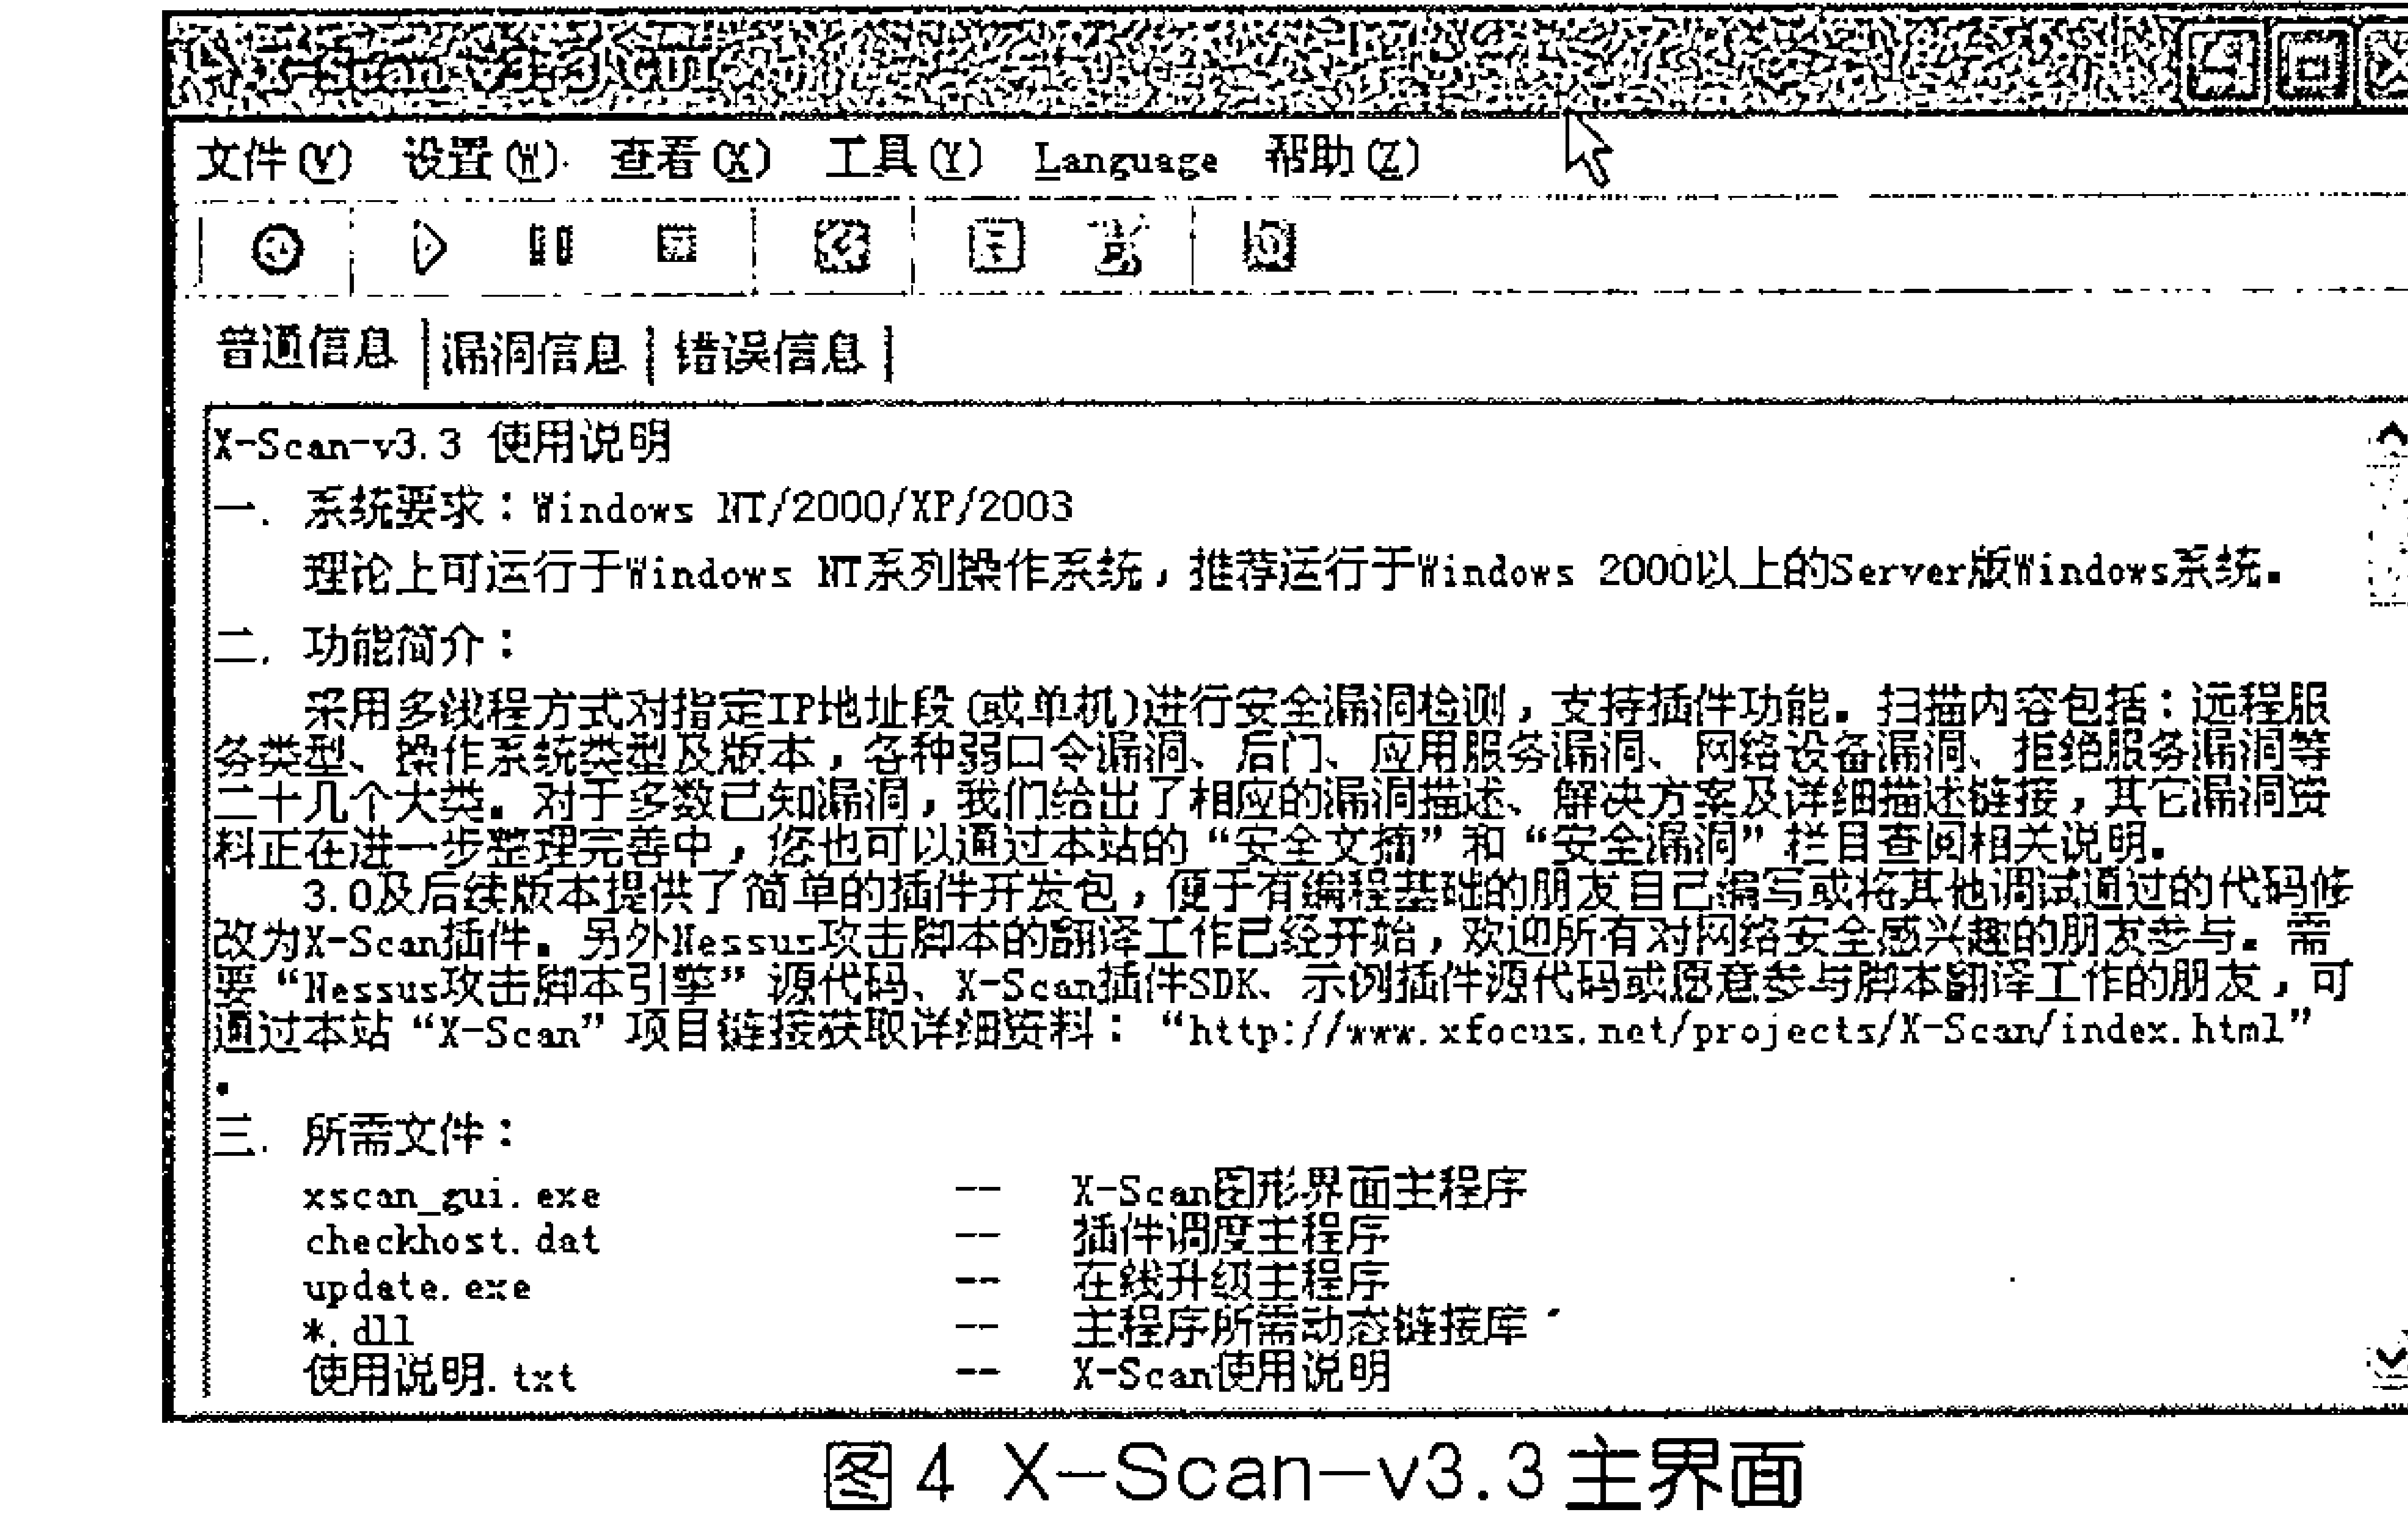 X-Scan v3.3 GUI
文件(V) 设置(W) 查看(X) 工具(Y) Language 帮助(Z)
普通信息 漏洞信息 错误信息
X-Scan-v3.3 使用说明
一. 系统要求：Windows NT/2000/XP/2003
理论上可运行于Windows NT系列操作系统，推荐运行于Windows 2000以上的Server版Windows系统。
二. 功能简介：
采用多线程方式对指定IP地址段(或单机)进行安全漏洞检测，支持插件功能。扫描内容包括：远程服
务类型、操作系统类型及版本，各种弱口令漏洞、后门、应用服务漏洞、网络设备漏洞、拒绝服务漏洞等
二十几个大类。对于多数已知漏洞，我们给出了相应的漏洞描述、解决方案及详细描述链接，其它漏洞资
料正在进一步整理完善中，您也可以通过本站的“安全文摘”和“安全漏洞”栏目查阅相关说明。
3.0及后续版本提供了简单的插件开发包，便于有编程基础的朋友自己编写或将其他调试通过的代码修
改为X-Scan插件。另外Nessus攻击脚本的翻译工作已经开始，欢迎所有对网络安全感兴趣的朋友参与。需
要“Nessus攻击脚本引擎”源代码、X-Scan插件SDK、示例插件源代码或愿意参与脚本翻译工作的朋友，可
通过本站“X-Scan”项目链接获取详细资料：“http://www.xfocus.net/projects/X-Scan/index.html”
。
三. 所需文件：
xscan_gui.exe -- X-Scan图形界面主程序
checkhost.dat -- 插件调度主程序
update.exe -- 在线升级主程序
*.dll -- 主程序所需动态链接库
使用说明.txt -- X-Scan使用说明
图 4 X-Scan-v3.3 主界面